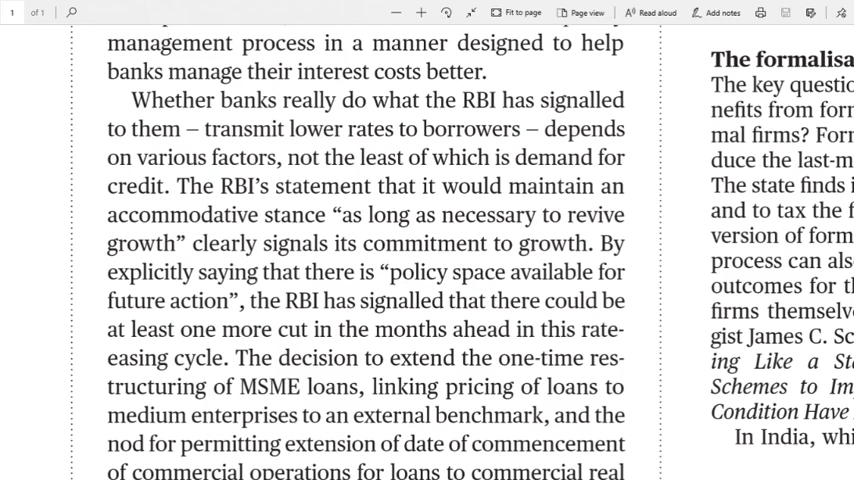 1 of 1 Fit to page Page view Read aloud Add notes
management process in a manner designed to help
banks manage their interest costs better.
Whether banks really do what the RBI has signalled
to them – transmit lower rates to borrowers – depends
on various factors, not the least of which is demand for
credit. The RBI’s statement that it would maintain an
accommodative stance “as long as necessary to revive
growth” clearly signals its commitment to growth. By
explicitly saying that there is “policy space available for
future action”, the RBI has signalled that there could be
at least one more cut in the months ahead in this rate-
easing cycle. The decision to extend the one-time res-
tructuring of MSME loans, linking pricing of loans to
medium enterprises to an external benchmark, and the
nod for permitting extension of date of commencement
of commercial operations for loans to commercial real
The formalisa
The key questio
nefits from forn
mal firms? Forn
duce the last-m
The state finds i
and to tax the f
version of form
process can als
outcomes for th
firms themselve
gist James C. Sc
ing Like a Sta
Schemes to Im
Condition Have
In India, whi